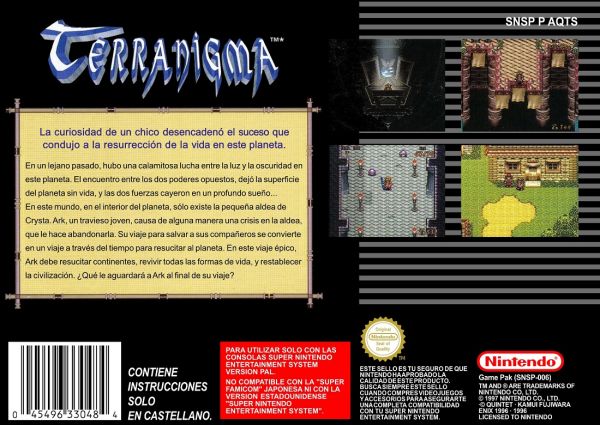 TERRANIGMA™*
SNSP P AQTS
La curiosidad de un chico desencadenó el suceso que
condujo a la resurrección de la vida en este planeta.
En un lejano pasado, hubo una calamitosa lucha entre la luz y la oscuridad en
este planeta. El encuentro entre los dos poderes opuestos, dejó la superficie
del planeta sin vida, y las dos fuerzas cayeron en un profundo sueño...
En este mundo, en el interior del planeta, sólo existe la pequeña aldea de
Crysta. Ark, un travieso joven, causa de alguna manera una crisis en la aldea,
que le hace abandonarla. Su viaje para salvar a sus compañeros se convierte
en un viaje a través del tiempo para resucitar al planeta. En este viaje épico,
Ark debe resucitar continentes, revivir todas las formas de vida, y restablecer
la civilización. ¿Qué le aguardará a Ark al final de su viaje?
0 45496 33048 4
CONTIENE
INSTRUCCIONES
SOLO
EN CASTELLANO.
PARA UTILIZAR SOLO CON LAS
CONSOLAS SUPER NINTENDO
ENTERTAINMENT SYSTEM
VERSION PAL.
NO COMPATIBLE CON LA "SUPER
FAMICOM" JAPONESA NI CON LA
VERSION ESTADOUNIDENSE
"SUPER NINTENDO
ENTERTAINMENT SYSTEM".
Original
Nintendo
Seal of
Quality
TM
ESTE SELLO ES TU SEGURO DE QUE
NINTENDO HA APROBADO LA
CALIDAD DE ESTE PRODUCTO.
BUSCA SIEMPRE ESTE SELLO
CUANDO COMPRES VIDEOJUEGOS
Y ACCESORIOS PARA ASEGURARTE
UNA COMPLETA COMPATIBILIDAD
CON TU SUPER NINTENDO
ENTERTAINMENT SYSTEM.
Nintendo
Game Pak (SNSP-006)
TM AND ® ARE TRADEMARKS OF
NINTENDO CO., LTD.
© 1997 NINTENDO CO., LTD.
© QUINTET · KAMUI FUJIWARA
ENIX 1996 · 1996
LICENSED TO NINTENDO